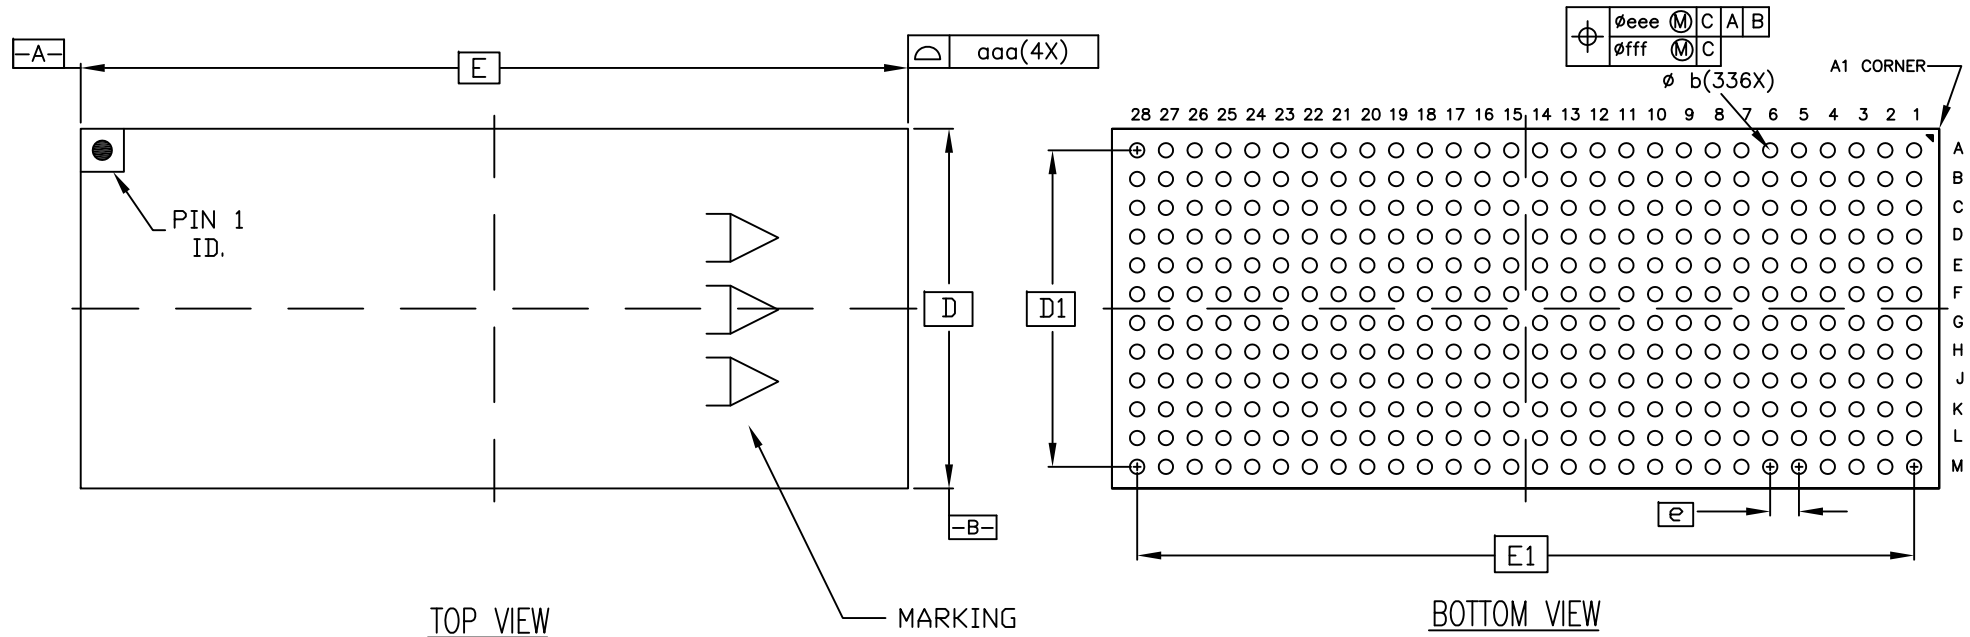 -A-
E
aaa(4X)
PIN 1
ID.
D
-B-
MARKING
TOP VIEW
øeee Ⓜ C A B
øfff Ⓜ C
ø b(336X)
A1 CORNER
28 27 26 25 24 23 22 21 20 19 18 17 16 15 14 13 12 11 10 9 8 7 6 5 4 3 2 1
A
B
C
D
E
F
G
H
J
K
L
M
D1
e
E1
BOTTOM VIEW